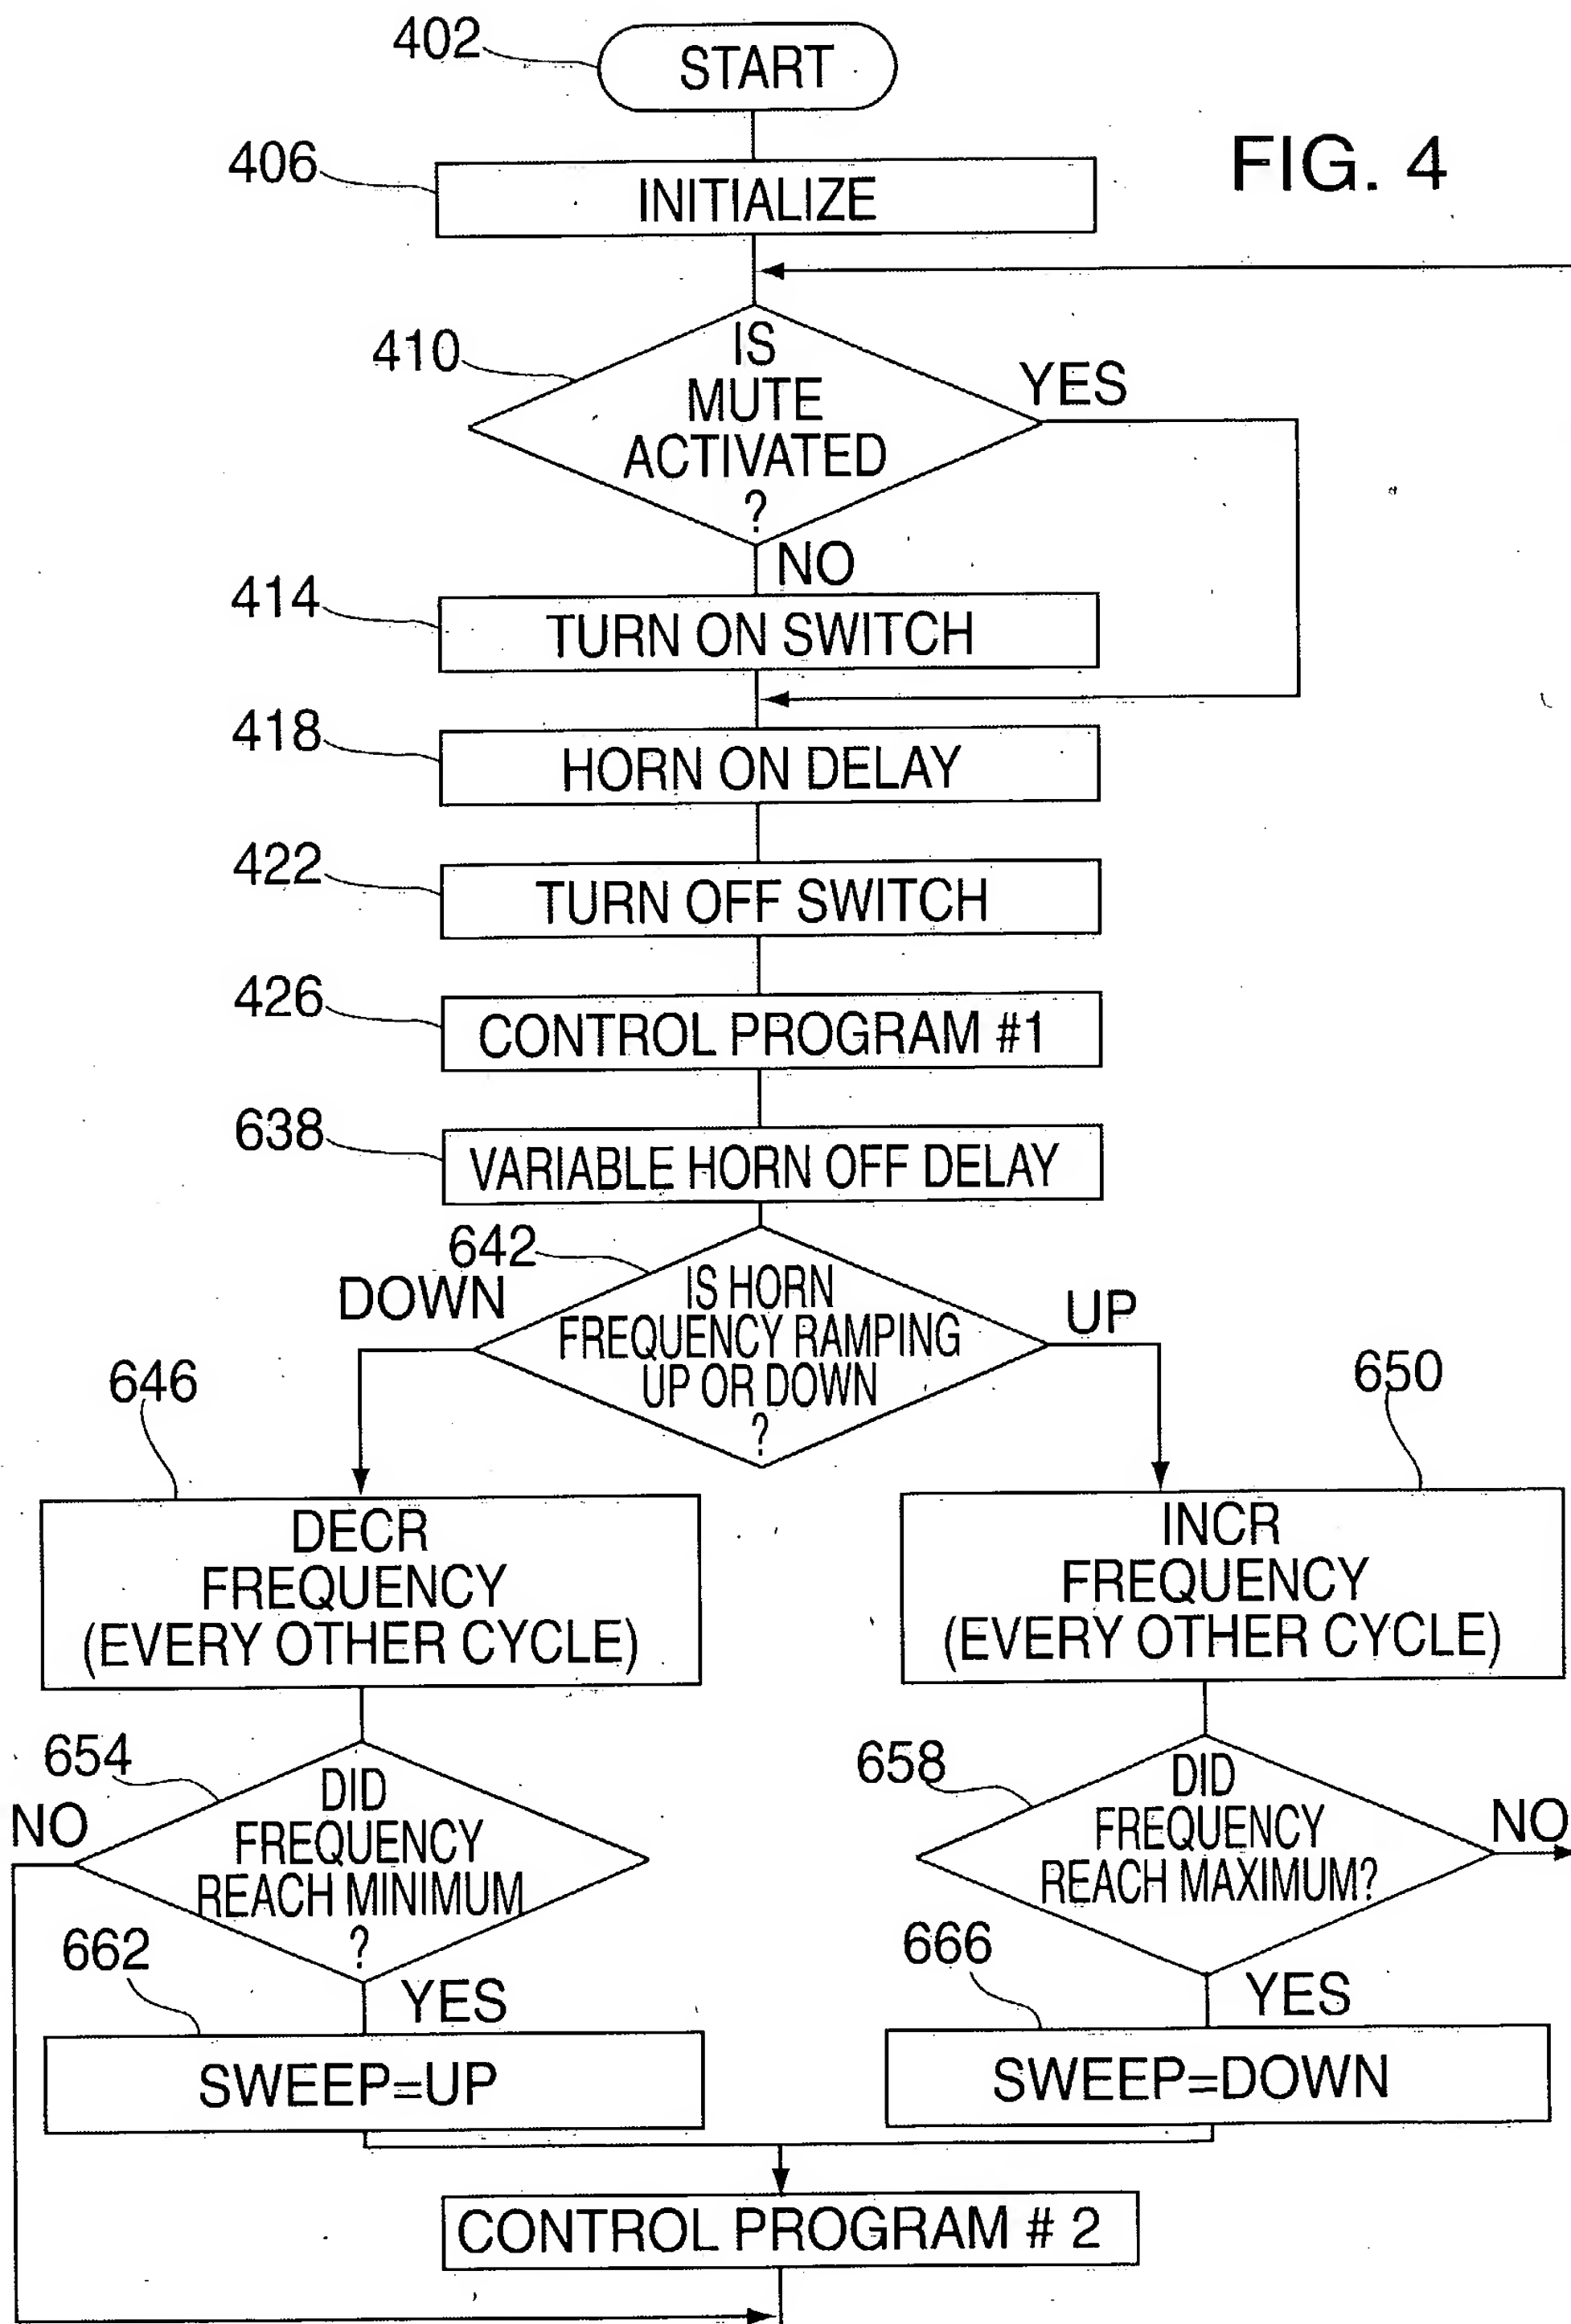 402
START
FIG. 4
406
INITIALIZE
410
IS
MUTE
ACTIVATED
?
YES
NO
414
TURN ON SWITCH
418
HORN ON DELAY
422
TURN OFF SWITCH
426
CONTROL PROGRAM #1
638
VARIABLE HORN OFF DELAY
642
IS HORN
FREQUENCY RAMPING
UP OR DOWN
?
DOWN
UP
646
DECR
FREQUENCY
(EVERY OTHER CYCLE)
650
INCR
FREQUENCY
(EVERY OTHER CYCLE)
654
DID
FREQUENCY
REACH MINIMUM
?
NO
YES
658
DID
FREQUENCY
REACH MAXIMUM?
NO
YES
662
SWEEP=UP
666
SWEEP=DOWN
CONTROL PROGRAM # 2